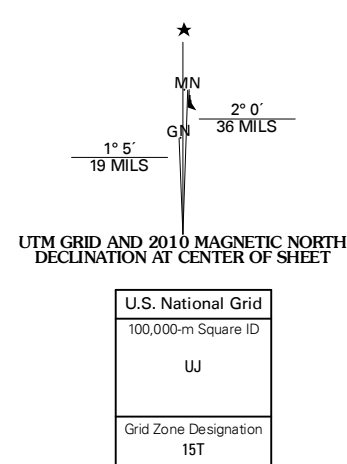 MN
GN
2° 0´
36 MILS
1° 5´
19 MILS
UTM GRID AND 2010 MAGNETIC NORTH
DECLINATION AT CENTER OF SHEET
U.S. National Grid
100,000-m Square ID
UJ
Grid Zone Designation
15T